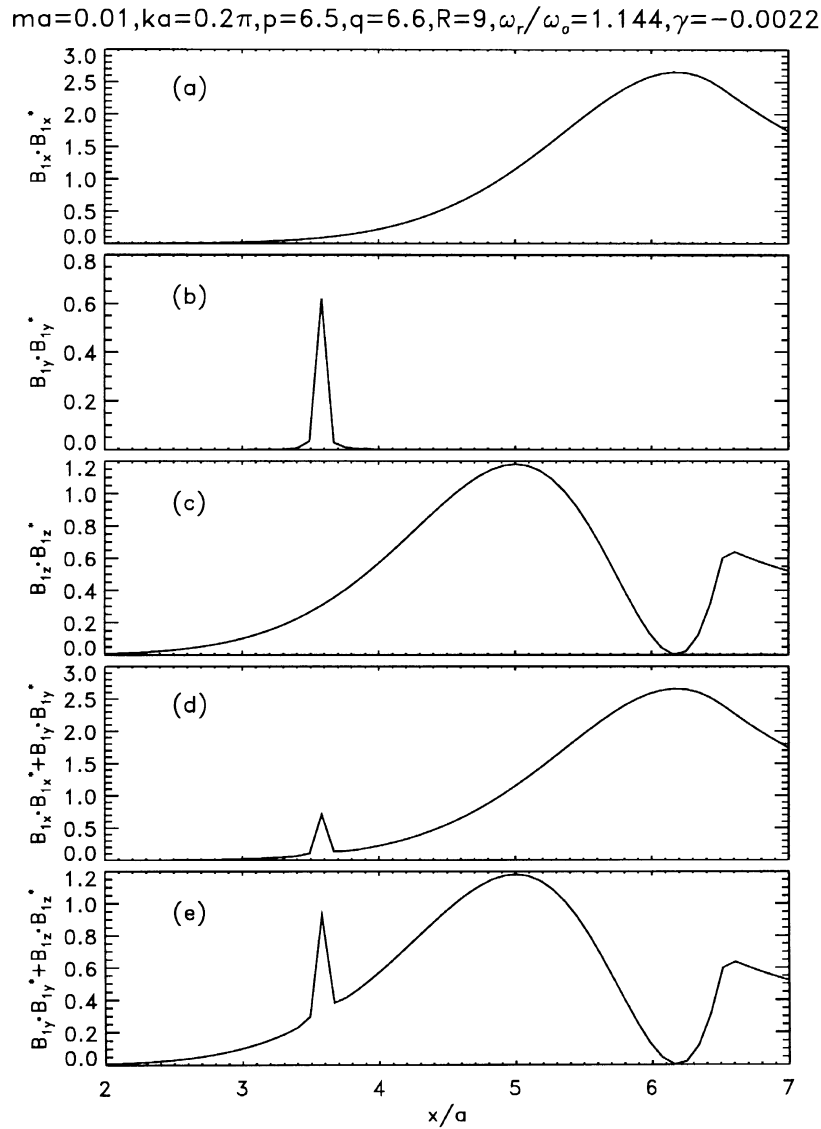 ma=0.01,ka=0.2π,p=6.5,q=6.6,R=9,ω_r/ω_o=1.144,γ=−0.0022
3.0
2.5
2.0
1.5
1.0
0.5
0.0
B_1x·B_1x*
(a)
0.8
0.6
0.4
0.2
0.0
B_1y·B_1y*
(b)
1.2
1.0
0.8
0.6
0.4
0.2
0.0
B_1z·B_1z*
(c)
3.0
2.5
2.0
1.5
1.0
0.5
0.0
B_1x·B_1x*+B_1y·B_1y*
(d)
1.2
1.0
0.8
0.6
0.4
0.2
0.0
B_1y·B_1y*+B_1z·B_1z*
(e)
2 3 4 5 6 7
x/a